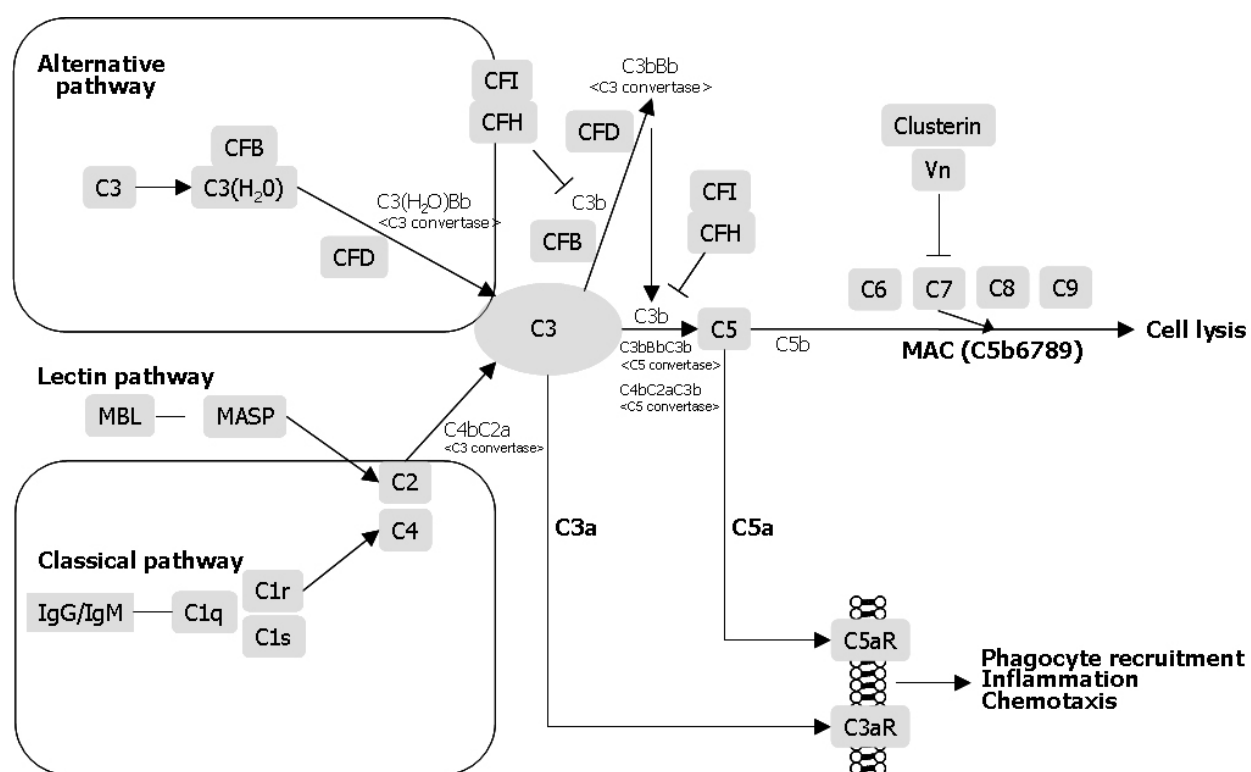 Alternative
pathway
C3
CFB
C3(H₂0)
CFD
C3(H₂O)Bb
<C3 convertase>
CFI
CFH
C3b
CFB
CFD
C3bBb
<C3 convertase>
CFI
CFH
Clusterin
Vn
C6
C7
C8
C9
C3
C3b
C3bBbC3b
<C5 convertase>
C4bC2aC3b
<C5 convertase>
C5
C5b
MAC (C5b6789)
Cell lysis
Lectin pathway
MBL
MASP
C4bC2a
<C3 convertase>
C2
C4
Classical pathway
IgG/IgM
C1q
C1r
C1s
C3a
C5a
C5aR
C3aR
Phagocyte recruitment
Inflammation
Chemotaxis